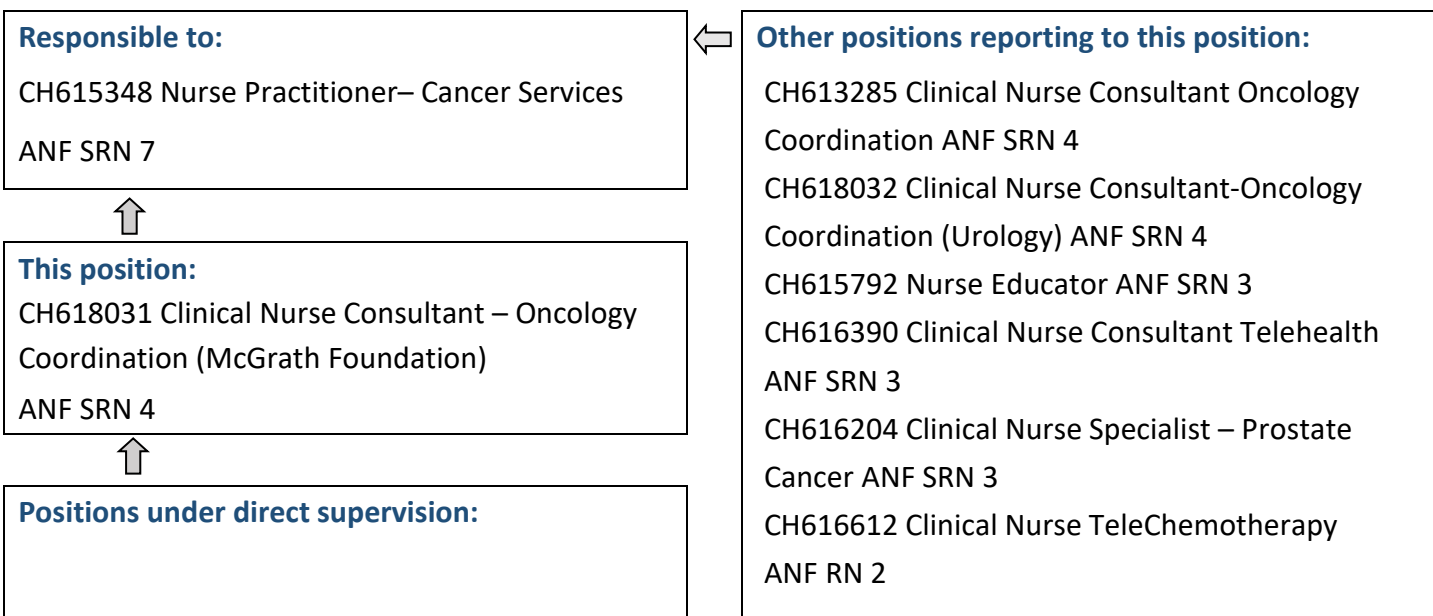 Responsible to:
CH615348 Nurse Practitioner– Cancer Services
ANF SRN 7
This position:
CH618031 Clinical Nurse Consultant – Oncology
Coordination (McGrath Foundation)
ANF SRN 4
Positions under direct supervision:
Other positions reporting to this position:
CH613285 Clinical Nurse Consultant Oncology
Coordination ANF SRN 4
CH618032 Clinical Nurse Consultant-Oncology
Coordination (Urology) ANF SRN 4
CH615792 Nurse Educator ANF SRN 3
CH616390 Clinical Nurse Consultant Telehealth
ANF SRN 3
CH616204 Clinical Nurse Specialist – Prostate
Cancer ANF SRN 3
CH616612 Clinical Nurse TeleChemotherapy
ANF RN 2